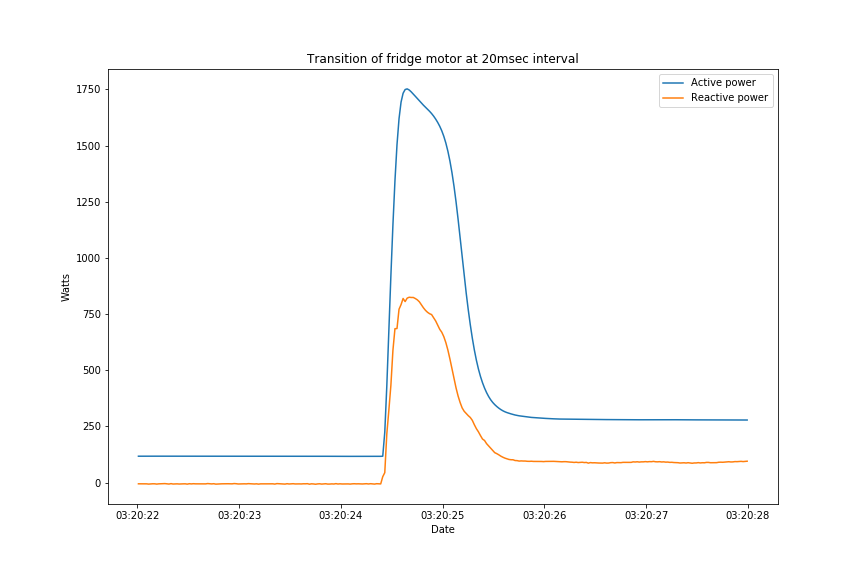 Transition of fridge motor at 20msec interval
Active power
Reactive power
1750
1500
1250
1000
750
500
250
0
Watts
03:20:22 03:20:23 03:20:24 03:20:25 03:20:26 03:20:27 03:20:28
Date